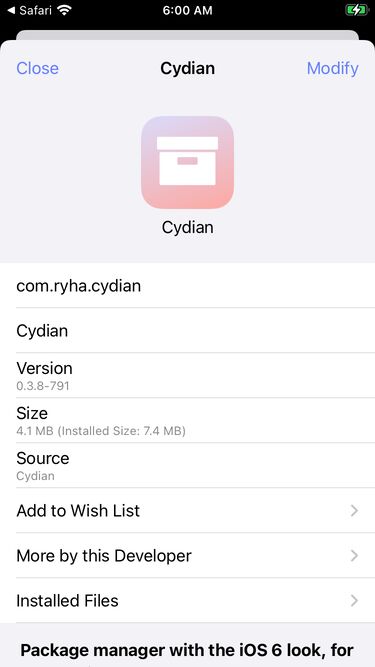 Safari
6:00 AM
Close
Cydian
Modify
Cydian
com.ryha.cydian
Cydian
Version
0.3.8-791
Size
4.1 MB (Installed Size: 7.4 MB)
Source
Cydian
Add to Wish List
More by this Developer
Installed Files
Package manager with the iOS 6 look, for